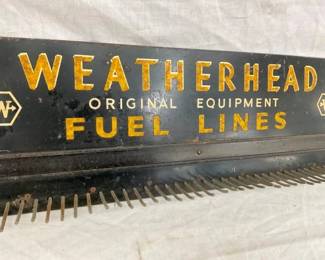 WEATHERHEAD
ORIGINAL EQUIPMENT
FUEL LINES
W